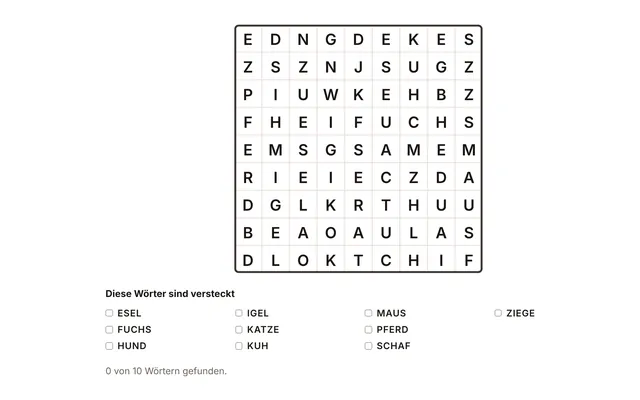 E D N G D E K E S
Z S Z N J S U G Z
P I U W K E H B Z
F H E I F U C H S
E M S G S A M E M
R I E I E C Z D A
D G L K R T H U U
B E A O A U L A S
D L O K T C H I F
Diese Wörter sind versteckt
ESEL IGEL MAUS ZIEGE
FUCHS KATZE PFERD
HUND KUH SCHAF
0 von 10 Wörtern gefunden.